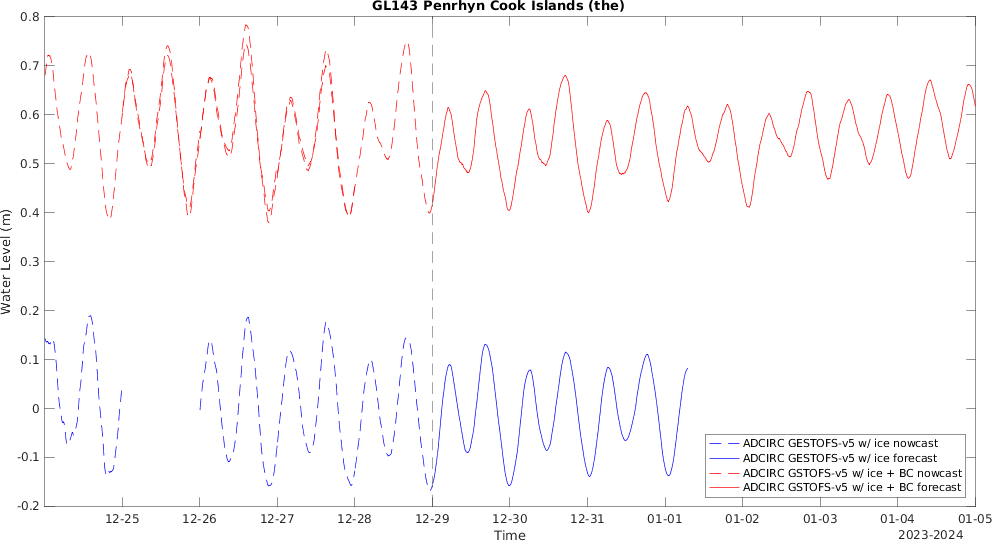 GL143 Penrhyn Cook Islands (the)
0.8
0.7
0.6
0.5
0.4
0.3
0.2
0.1
0
-0.1
-0.2
Water Level (m)
12-25 12-26 12-27 12-28 12-29 12-30 12-31 01-01 01-02 01-03 01-04 01-05
Time
2023-2024
ADCIRC GESTOFS-v5 w/ ice nowcast
ADCIRC GESTOFS-v5 w/ ice forecast
ADCIRC GSTOFS-v5 w/ ice + BC nowcast
ADCIRC GSTOFS-v5 w/ ice + BC forecast